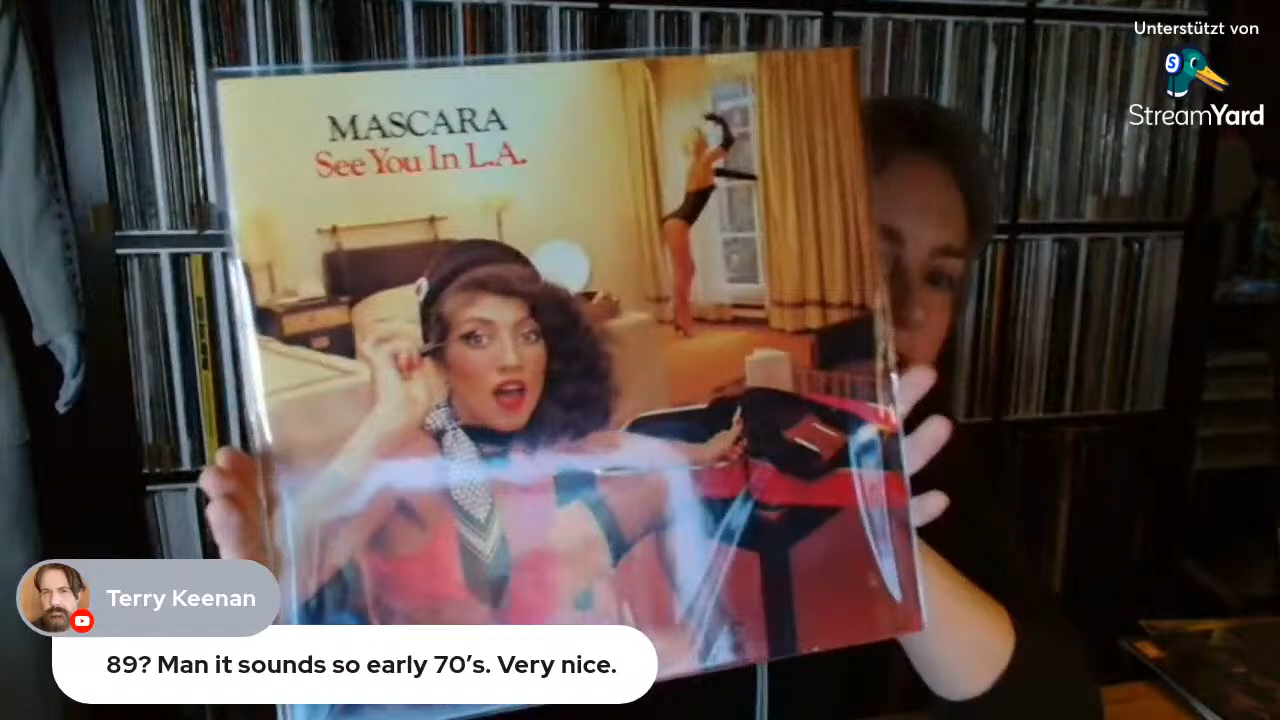 Unterstützt von
S
StreamYard
MASCARA
See You In L.A.
Terry Keenan
89? Man it sounds so early 70's. Very nice.